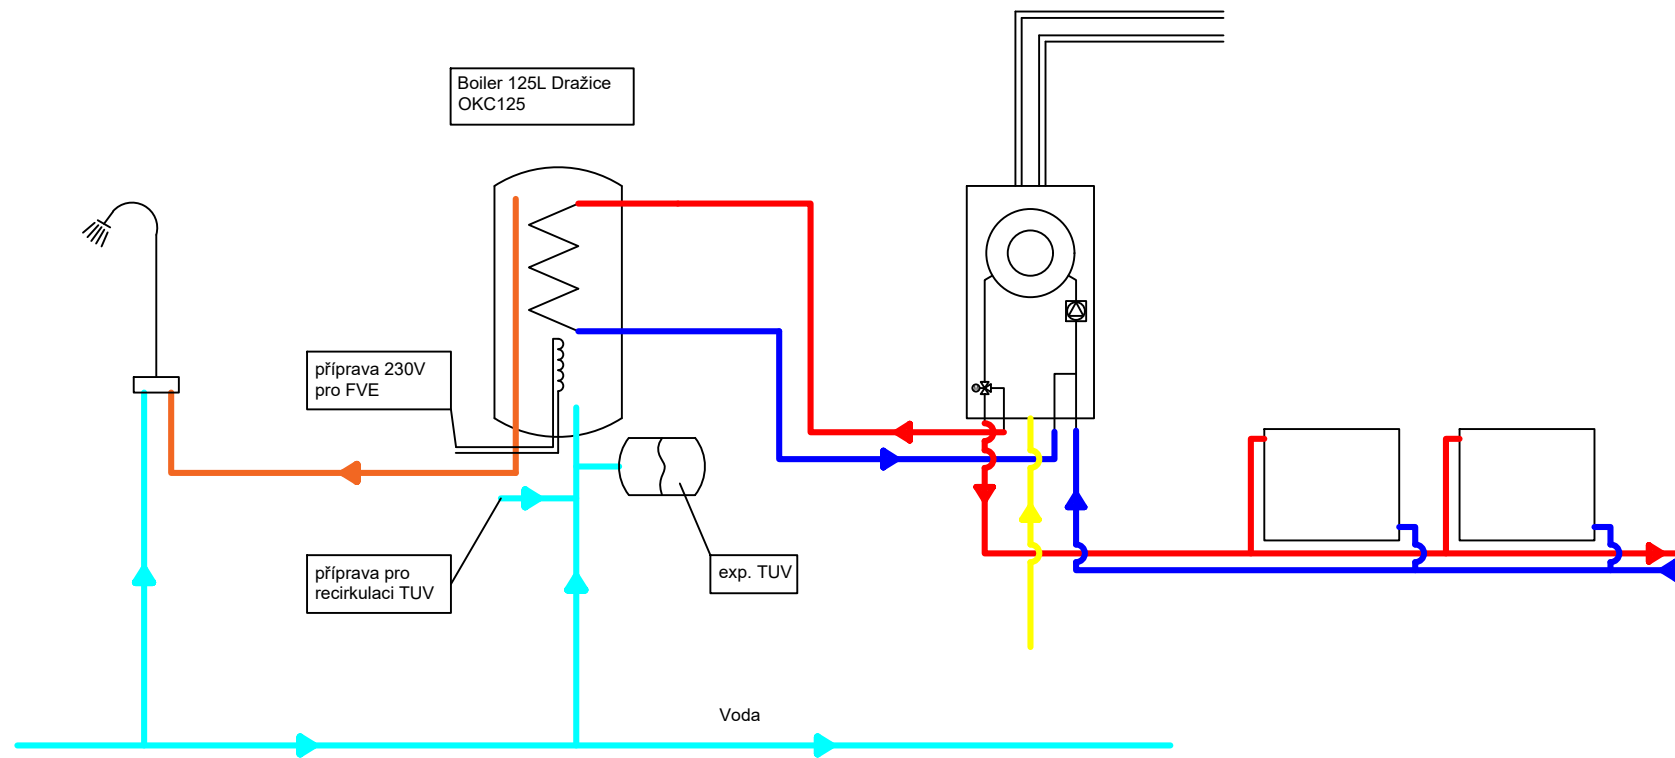 Boiler 125L Dražice
OKC125
příprava 230V
pro FVE
příprava pro
recirkulaci TUV
exp. TUV
Voda